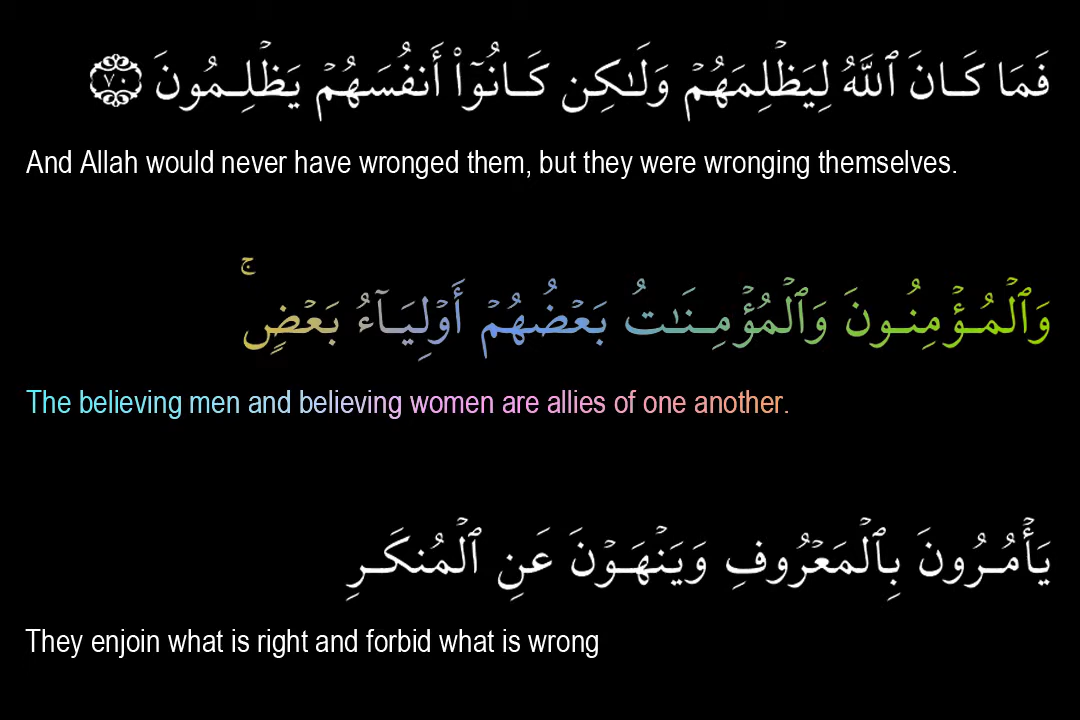 فَمَا كَانَ ٱللَّهُ لِيَظْلِمَهُمْ وَلَـٰكِن كَانُوٓا۟ أَنفُسَهُمْ يَظْلِمُونَ ٧٠
And Allah would never have wronged them, but they were wronging themselves.
وَٱلْمُؤْمِنُونَ وَٱلْمُؤْمِنَـٰتُ بَعْضُهُمْ أَوْلِيَآءُ بَعْضٍ ۚ
The believing men and believing women are allies of one another.
يَأْمُرُونَ بِٱلْمَعْرُوفِ وَيَنْهَوْنَ عَنِ ٱلْمُنكَرِ
They enjoin what is right and forbid what is wrong